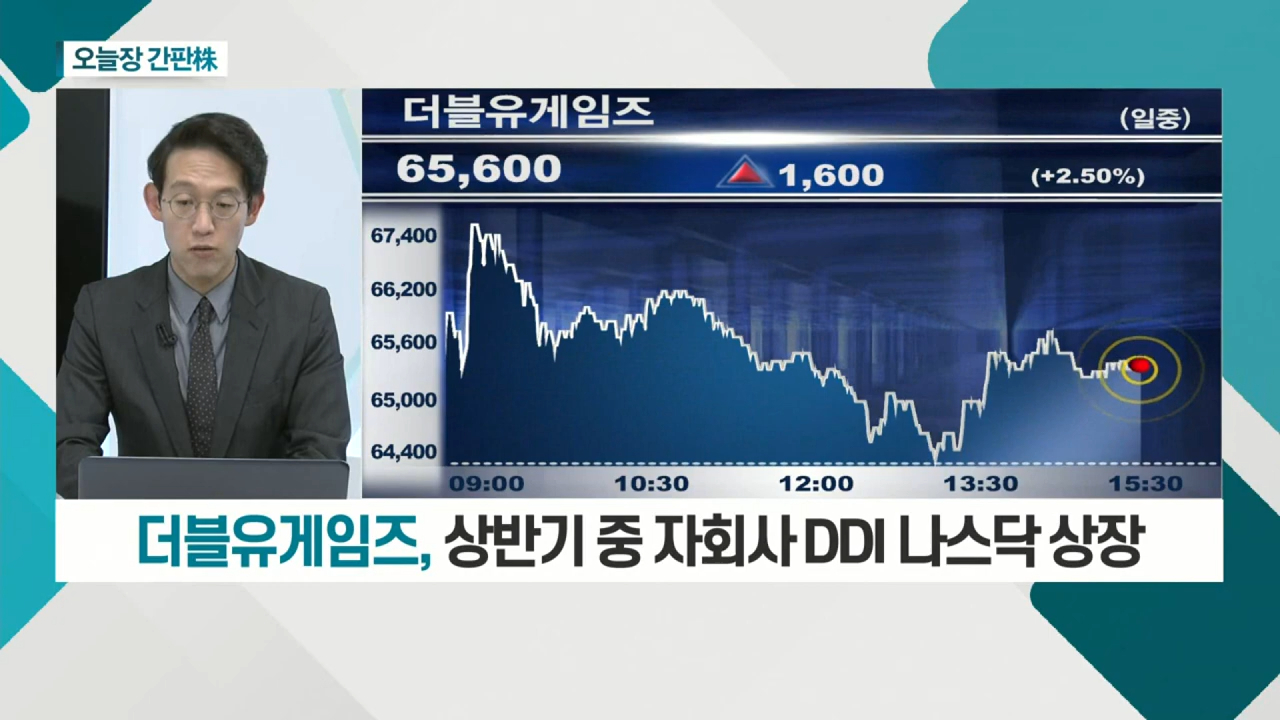 오늘장 간판株
더블유게임즈 (일중)
65,600 1,600 (+2.50%)
67,400
66,200
65,600
65,000
64,400
09:00 10:30 12:00 13:30 15:30
더블유게임즈, 상반기 중 자회사 DDI 나스닥 상장